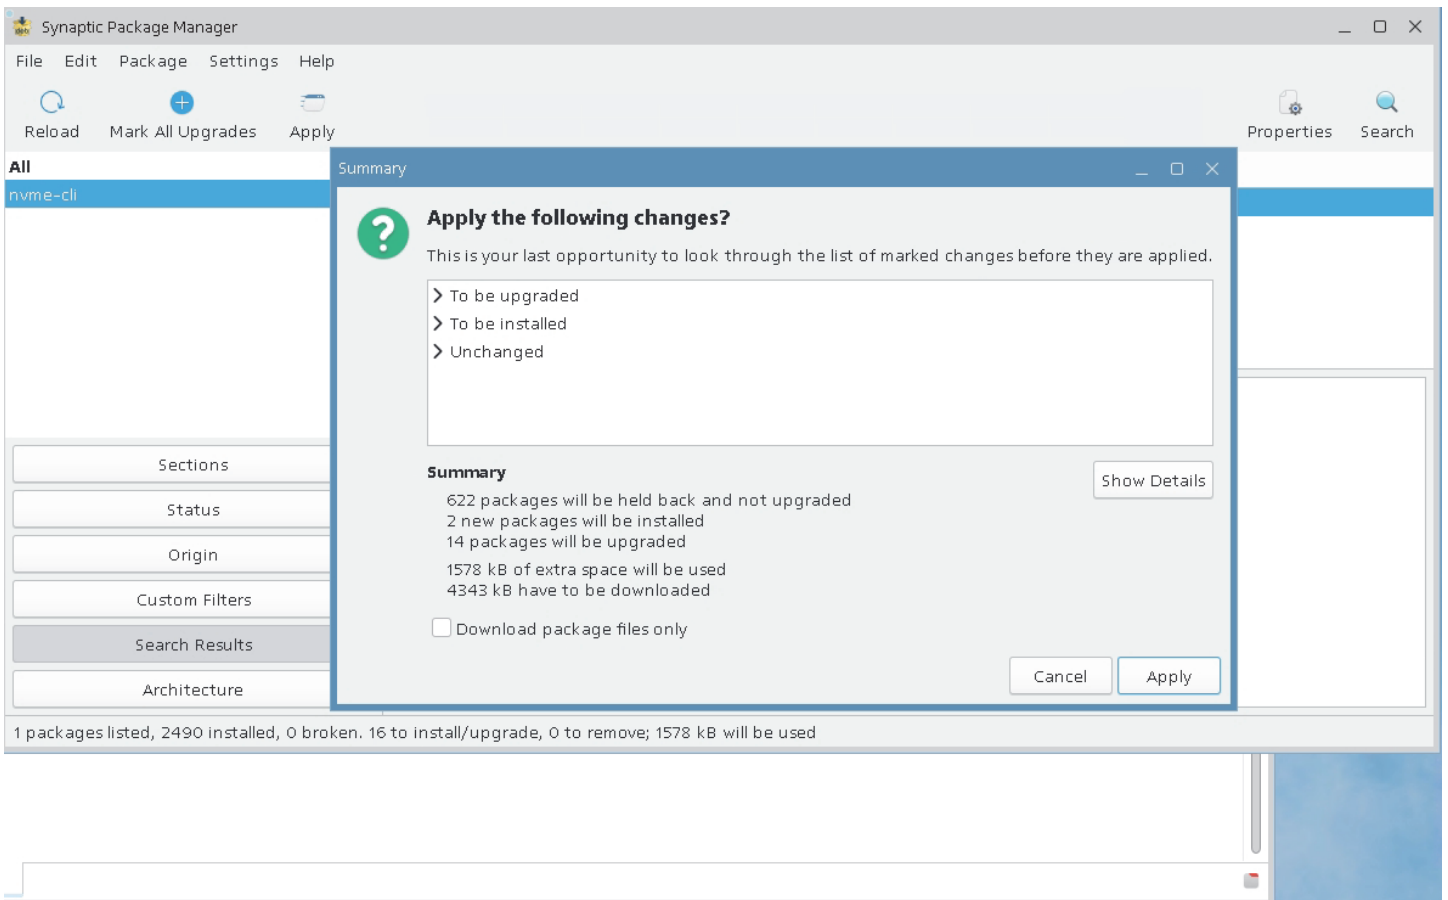 Synaptic Package Manager
File Edit Package Settings Help
Reload Mark All Upgrades Apply Properties Search
All
nvme-cli
Summary
Apply the following changes?
This is your last opportunity to look through the list of marked changes before they are applied.
To be upgraded
To be installed
Unchanged
Summary
Show Details
622 packages will be held back and not upgraded
2 new packages will be installed
14 packages will be upgraded
1578 kB of extra space will be used
4343 kB have to be downloaded
Download package files only
Cancel Apply
Sections
Status
Origin
Custom Filters
Search Results
Architecture
1 packages listed, 2490 installed, 0 broken. 16 to install/upgrade, 0 to remove; 1578 kB will be used